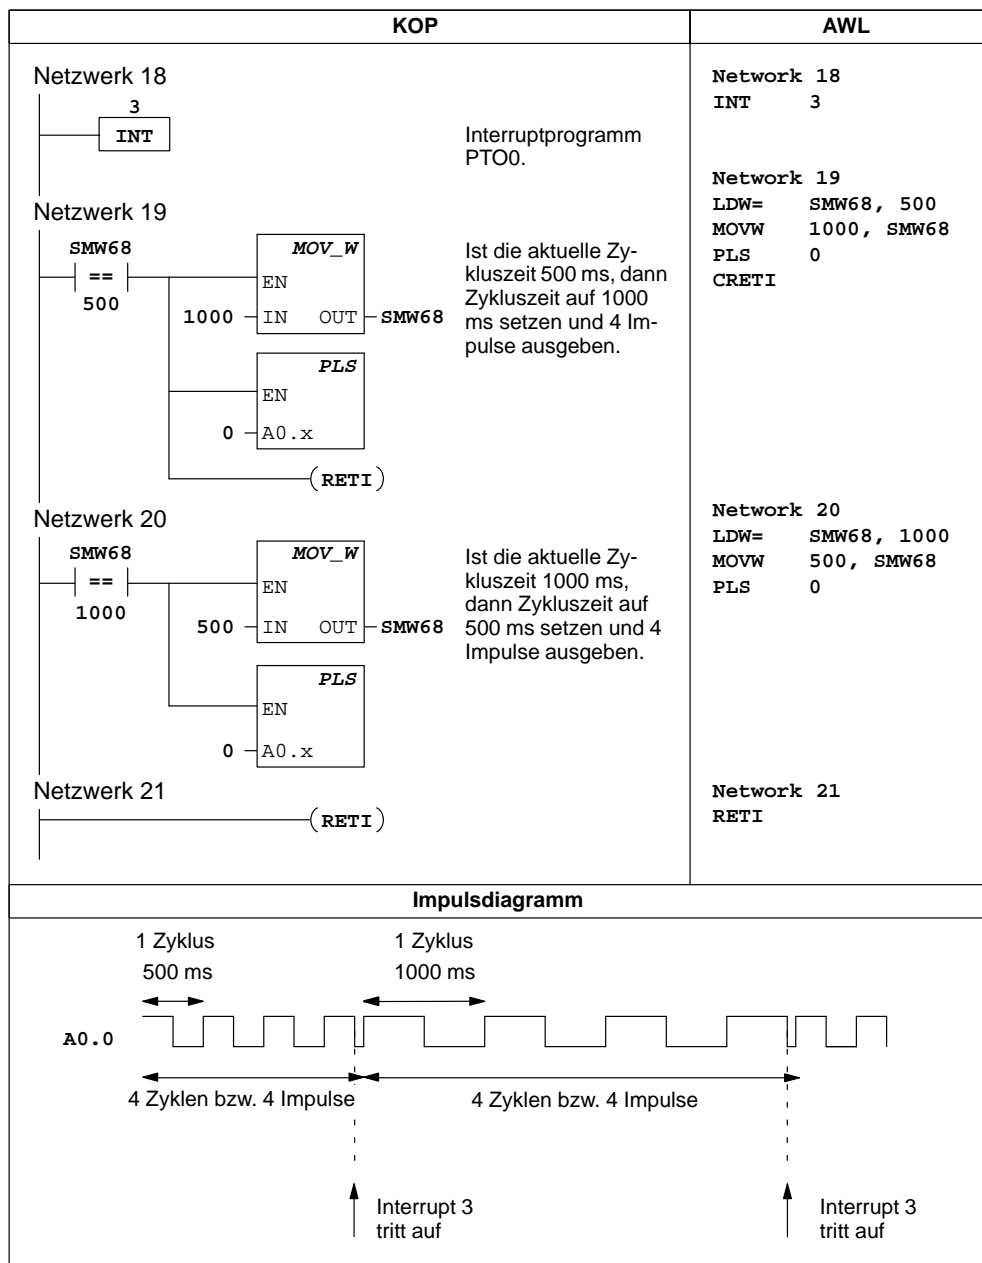 KOP
AWL
Netzwerk 18
3
INT
Interruptprogramm
PTO0.
Netzwerk 19
SMW68
==
500
MOV_W
EN
1000 IN OUT SMW68
PLS
EN
0 A0.x
(RETI)
Ist die aktuelle Zy-
kluszeit 500 ms, dann
Zykluszeit auf 1000
ms setzen und 4 Im-
pulse ausgeben.
Netzwerk 20
SMW68
==
1000
MOV_W
EN
500 IN OUT SMW68
PLS
EN
0 A0.x
Ist die aktuelle Zy-
kluszeit 1000 ms,
dann Zykluszeit auf
500 ms setzen und 4
Impulse ausgeben.
Netzwerk 21
(RETI)
Network 18
INT 3
Network 19
LDW= SMW68, 500
MOVW 1000, SMW68
PLS 0
CRETI
Network 20
LDW= SMW68, 1000
MOVW 500, SMW68
PLS 0
Network 21
RETI
Impulsdiagramm
1 Zyklus
500 ms
1 Zyklus
1000 ms
A0.0
4 Zyklen bzw. 4 Impulse
4 Zyklen bzw. 4 Impulse
Interrupt 3
tritt auf
Interrupt 3
tritt auf